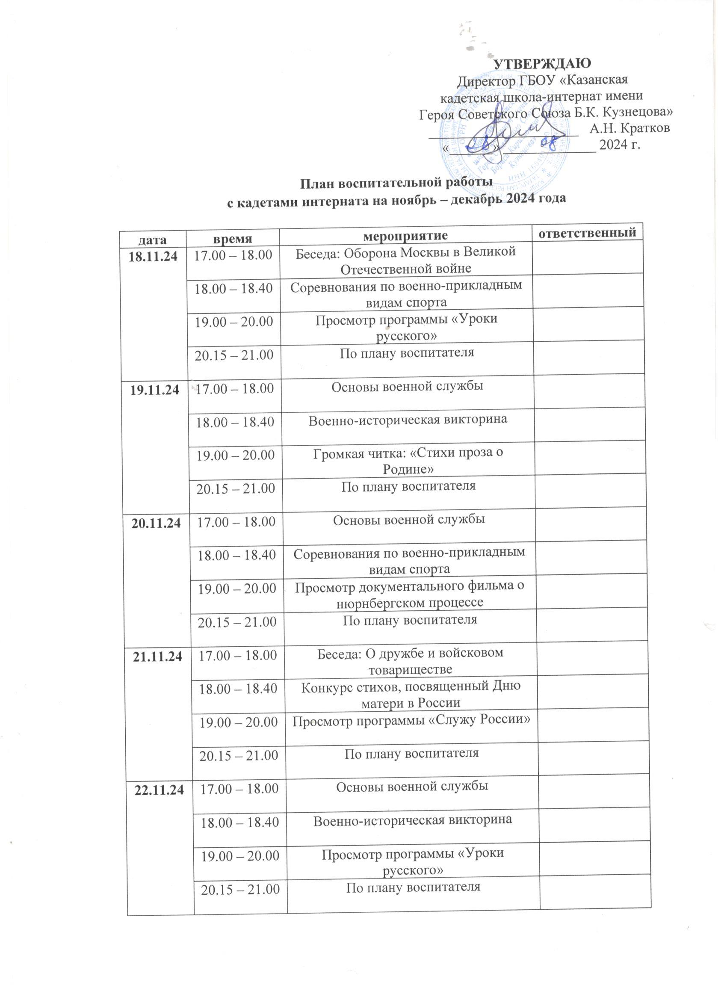 УТВЕРЖДАЮ
Директор ГБОУ «Казанская
кадетская школа-интернат имени
Героя Советского Союза Б.К. Кузнецова»
А.Н. Кратков
«28» 08 2024 г.
План воспитательной работы
с кадетами интерната на ноябрь – декабрь 2024 года
дата время мероприятие ответственный
18.11.24 17.00 – 18.00 Беседа: Оборона Москвы в Великой
Отечественной войне
18.00 – 18.40 Соревнования по военно-прикладным
видам спорта
19.00 – 20.00 Просмотр программы «Уроки
русского»
20.15 – 21.00 По плану воспитателя
19.11.24 17.00 – 18.00 Основы военной службы
18.00 – 18.40 Военно-историческая викторина
19.00 – 20.00 Громкая читка: «Стихи проза о
Родине»
20.15 – 21.00 По плану воспитателя
20.11.24 17.00 – 18.00 Основы военной службы
18.00 – 18.40 Соревнования по военно-прикладным
видам спорта
19.00 – 20.00 Просмотр документального фильма о
нюрнбергском процессе
20.15 – 21.00 По плану воспитателя
21.11.24 17.00 – 18.00 Беседа: О дружбе и войсковом
товариществе
18.00 – 18.40 Конкурс стихов, посвященный Дню
матери в России
19.00 – 20.00 Просмотр программы «Служу России»
20.15 – 21.00 По плану воспитателя
22.11.24 17.00 – 18.00 Основы военной службы
18.00 – 18.40 Военно-историческая викторина
19.00 – 20.00 Просмотр программы «Уроки
русского»
20.15 – 21.00 По плану воспитателя